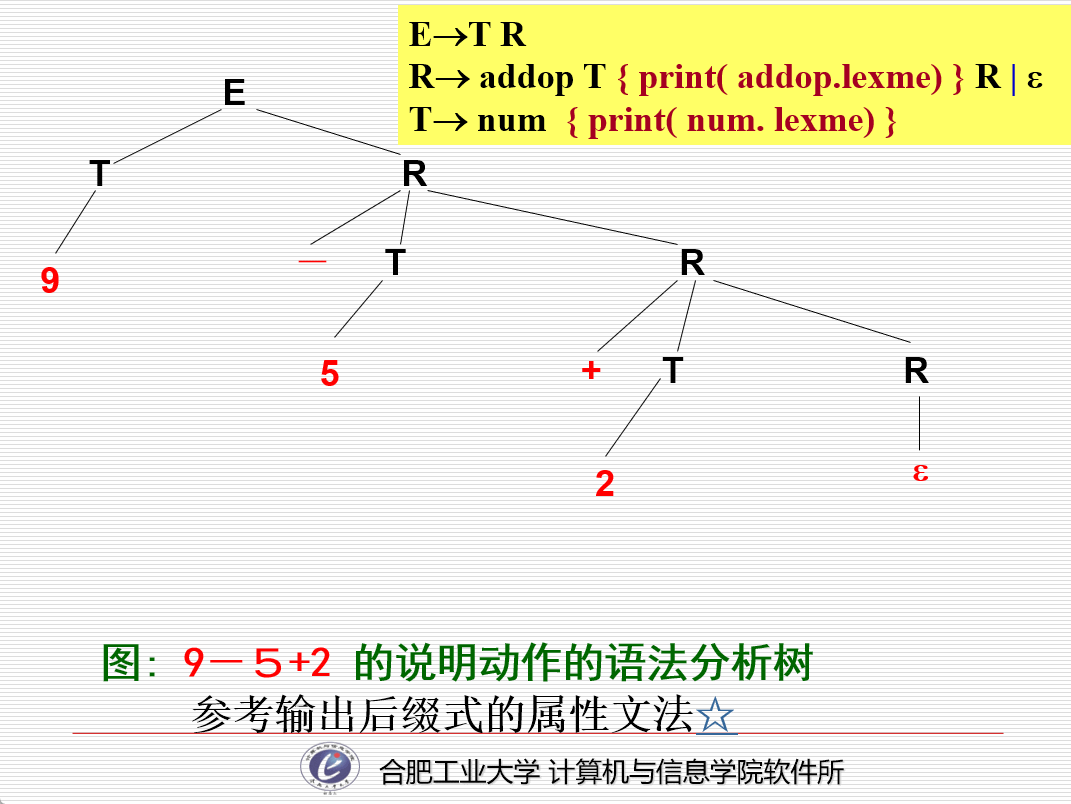 E→T R
R→ addop T { print( addop.lexme) } R | ε
T→ num { print( num. lexme) }
E
T R
9 － T R
5 + T R
2 ε
图：9－５+2 的说明动作的语法分析树
参考输出后缀式的属性文法☆
合肥工业大学 计算机与信息学院软件所